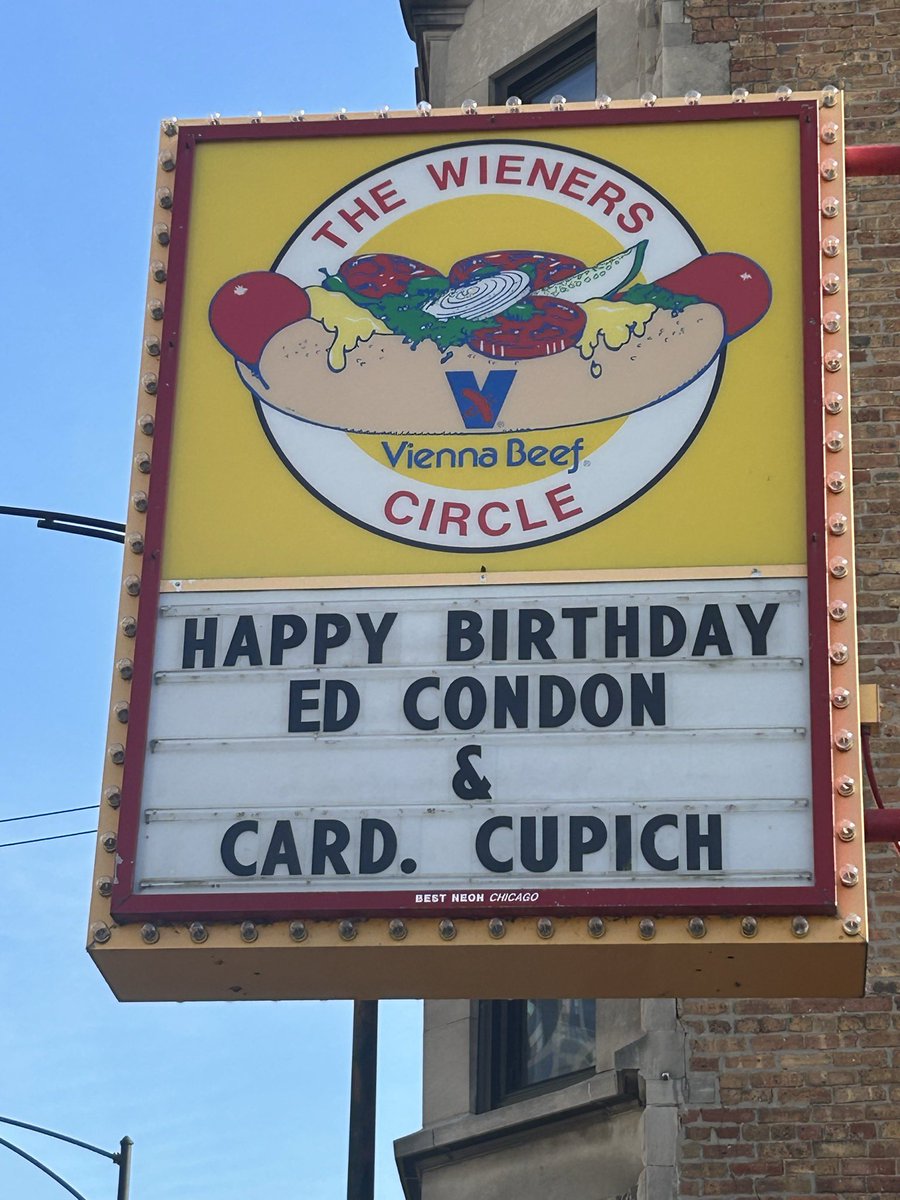 THE WIENERS
V
Vienna Beef
CIRCLE
HAPPY BIRTHDAY
ED CONDON
&
CARD. CUPICH
BEST NEON CHICAGO